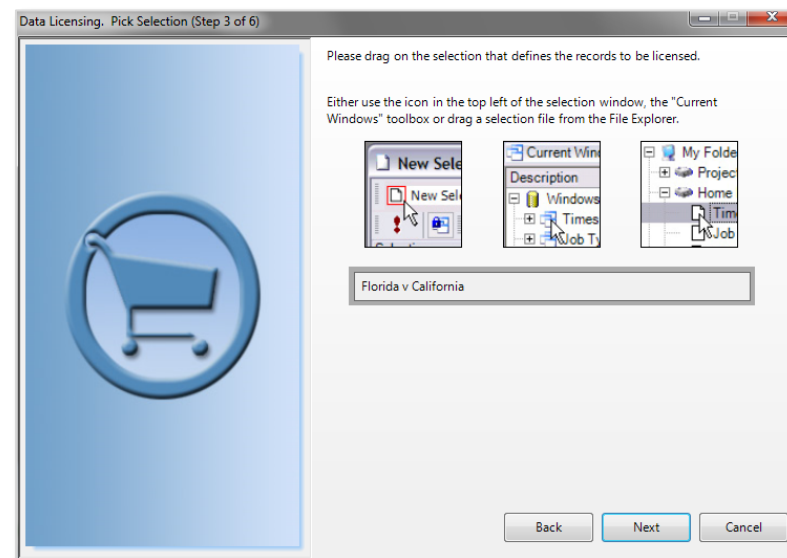 Data Licensing. Pick Selection (Step 3 of 6)
Please drag on the selection that defines the records to be licensed.
Either use the icon in the top left of the selection window, the "Current
Windows" toolbox or drag a selection file from the File Explorer.
New Sele
New Sele
Current Wind
Description
Windows
Times
Job Ty
My Folde
Projec
Home
Tim
Job
Florida v California
Back
Next
Cancel